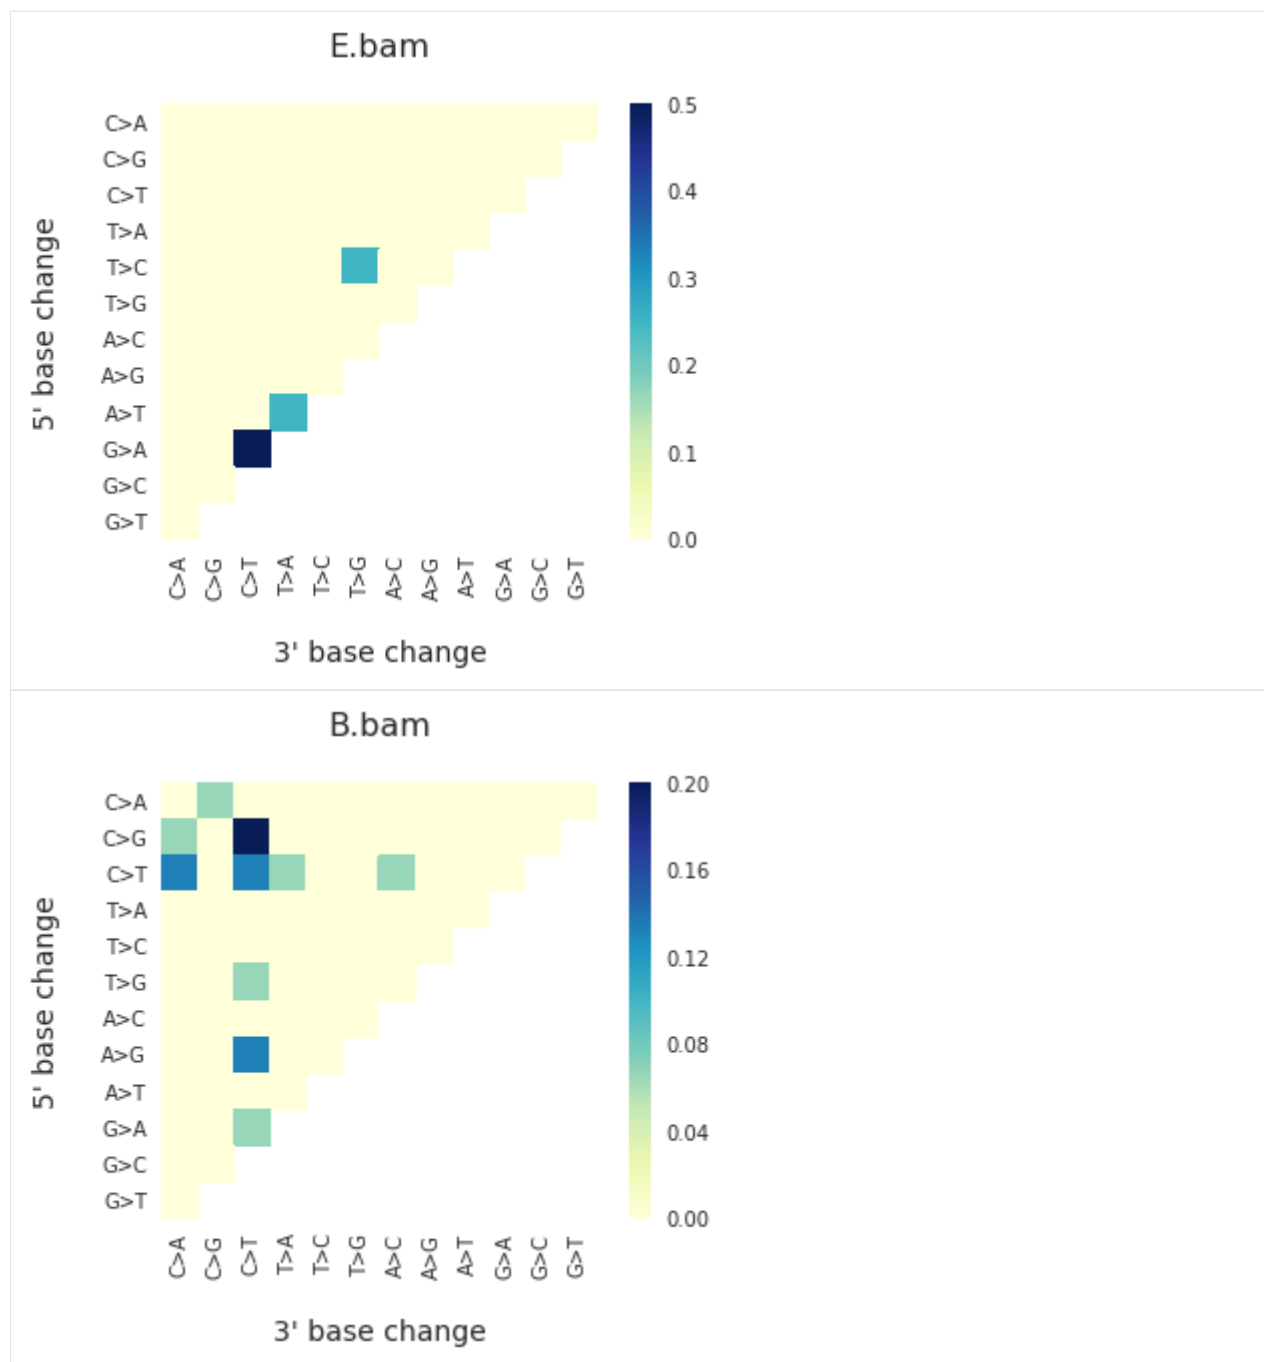 E.bam
5' base change
C>A
C>G
C>T
T>A
T>C
T>G
A>C
A>G
A>T
G>A
G>C
G>T
0.5
0.4
0.3
0.2
0.1
0.0
C>A
C>G
C>T
T>A
T>C
T>G
A>C
A>G
A>T
G>A
G>C
G>T
3' base change
B.bam
5' base change
C>A
C>G
C>T
T>A
T>C
T>G
A>C
A>G
A>T
G>A
G>C
G>T
0.20
0.16
0.12
0.08
0.04
0.00
C>A
C>G
C>T
T>A
T>C
T>G
A>C
A>G
A>T
G>A
G>C
G>T
3' base change